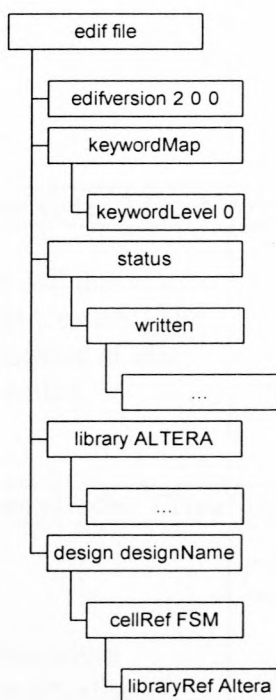 edif file
edifversion 2 0 0
keywordMap
keywordLevel 0
status
written
...
library ALTERA
...
design designName
cellRef FSM
libraryRef Altera